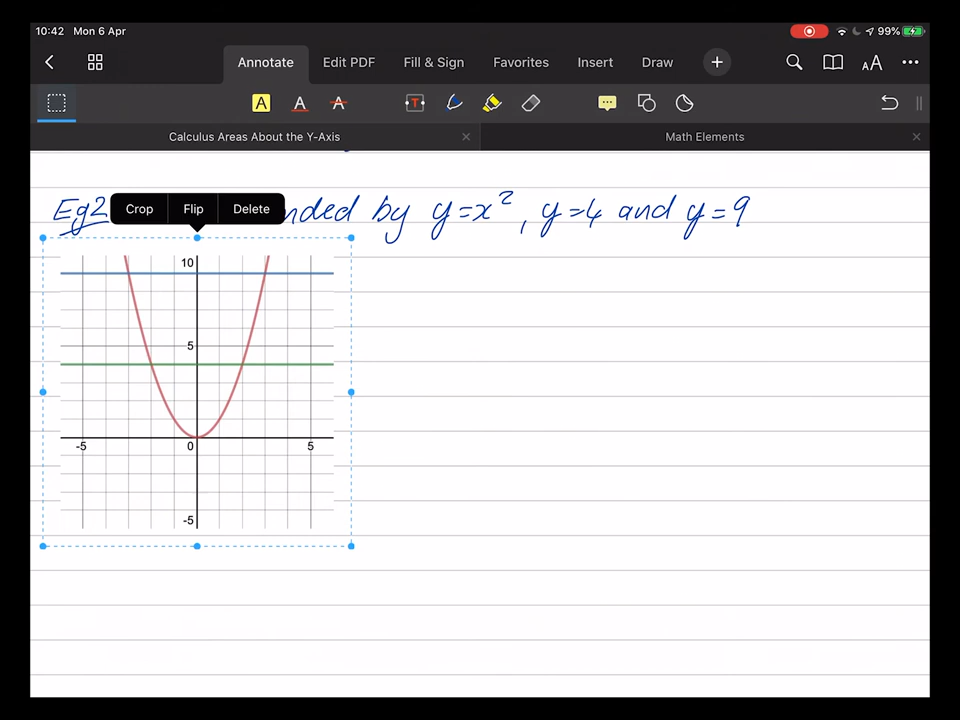 10:42 Mon 6 Apr 99%
Annotate Edit PDF Fill & Sign Favorites Insert Draw + AA
A A A T
Calculus Areas About the Y-Axis × Math Elements ×
Eg2 nded by y=x², y=4 and y=9
Crop Flip Delete
10
5
-5 0 5
-5